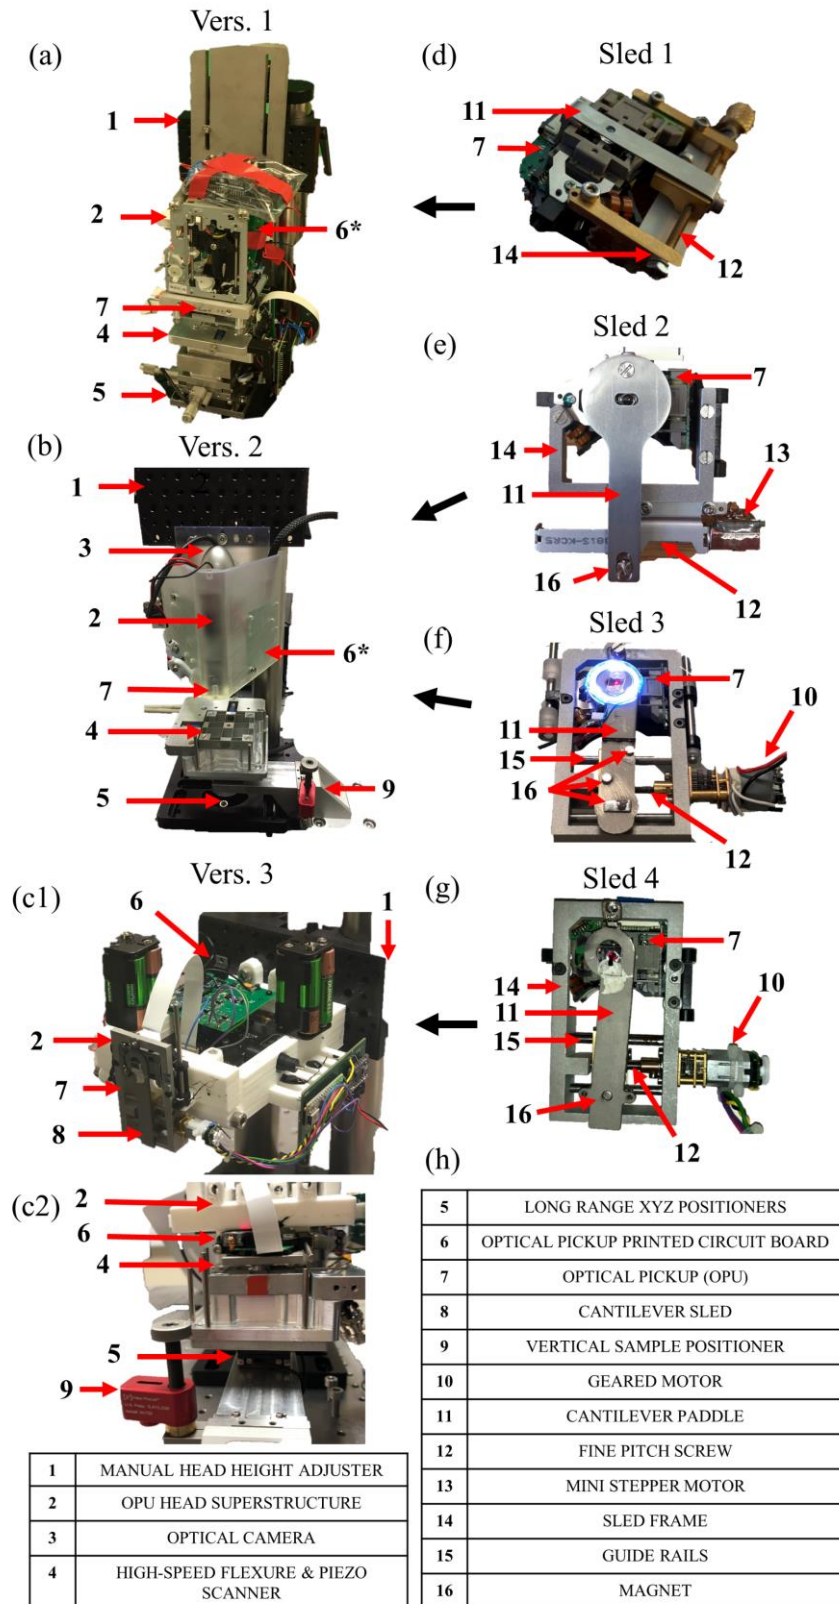 Vers. 1
(a)
1
2
6*
7
4
5
Sled 1
(d)
11
7
14
12
Sled 2
(e)
7
14
13
11
16
12
Vers. 2
(b)
1
2
3
2
6*
7
4
5
9
Sled 3
(f)
7
10
11
15
16
12
Vers. 3
(c1)
6
1
2
7
8
Sled 4
(g)
7
14
10
11
15
16
12
(c2)
2
6
4
5
9
(h)
1 MANUAL HEAD HEIGHT ADJUSTER
2 OPU HEAD SUPERSTRUCTURE
3 OPTICAL CAMERA
4 HIGH-SPEED FLEXURE & PIEZO
SCANNER
5 LONG RANGE XYZ POSITIONERS
6 OPTICAL PICKUP PRINTED CIRCUIT BOARD
7 OPTICAL PICKUP (OPU)
8 CANTILEVER SLED
9 VERTICAL SAMPLE POSITIONER
10 GEARED MOTOR
11 CANTILEVER PADDLE
12 FINE PITCH SCREW
13 MINI STEPPER MOTOR
14 SLED FRAME
15 GUIDE RAILS
16 MAGNET